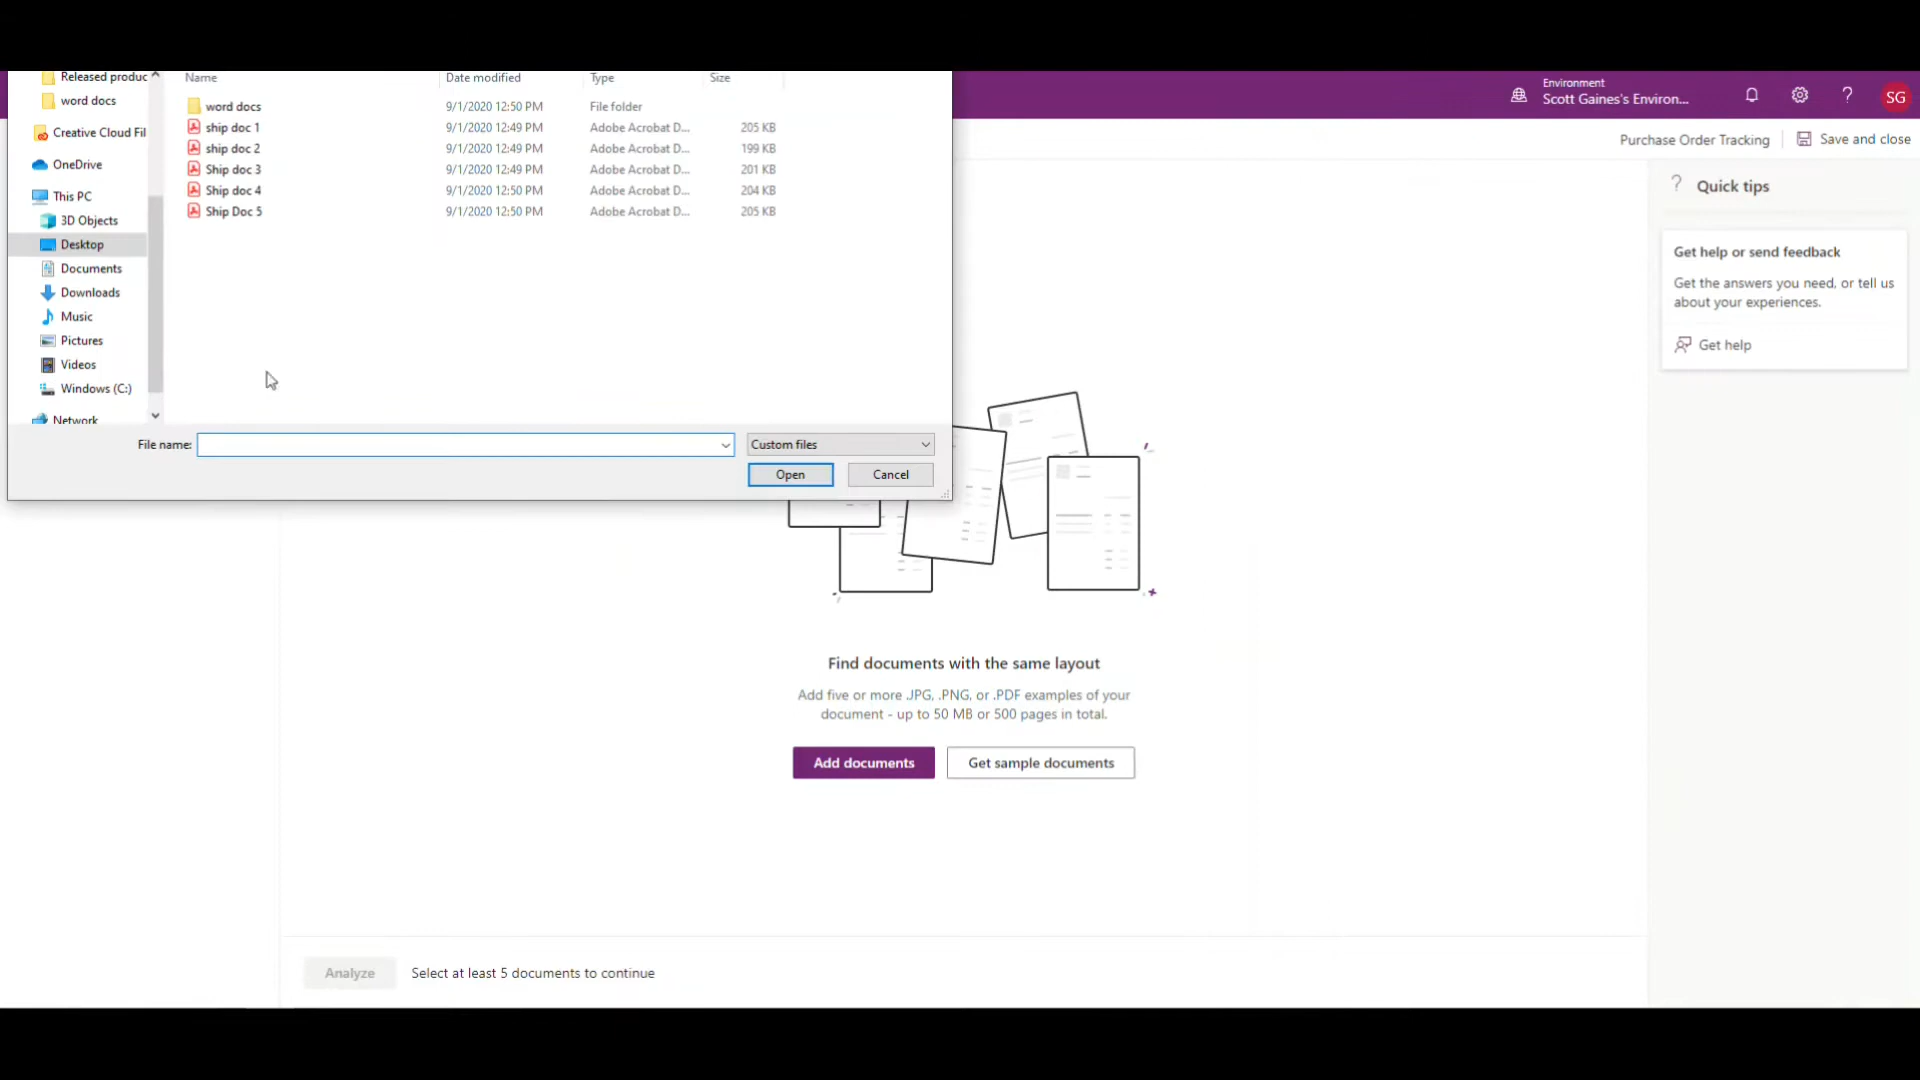 Released produc
word docs
Creative Cloud Fil
OneDrive
This PC
3D Objects
Desktop
Documents
Downloads
Music
Pictures
Videos
Windows (C:)
Network
Name Date modified Type Size
word docs 9/1/2020 12:50 PM File folder
ship doc 1 9/1/2020 12:49 PM Adobe Acrobat D... 205 KB
ship doc 2 9/1/2020 12:49 PM Adobe Acrobat D... 199 KB
Ship doc 3 9/1/2020 12:49 PM Adobe Acrobat D... 201 KB
Ship doc 4 9/1/2020 12:50 PM Adobe Acrobat D... 204 KB
Ship Doc 5 9/1/2020 12:50 PM Adobe Acrobat D... 205 KB
File name: Custom files
Open Cancel
Environment
Scott Gaines's Environ...
? SG
Purchase Order Tracking Save and close
? Quick tips
Get help or send feedback
Get the answers you need, or tell us
about your experiences.
Get help
Find documents with the same layout
Add five or more .JPG, .PNG, or .PDF examples of your
document - up to 50 MB or 500 pages in total.
Add documents Get sample documents
Analyze Select at least 5 documents to continue